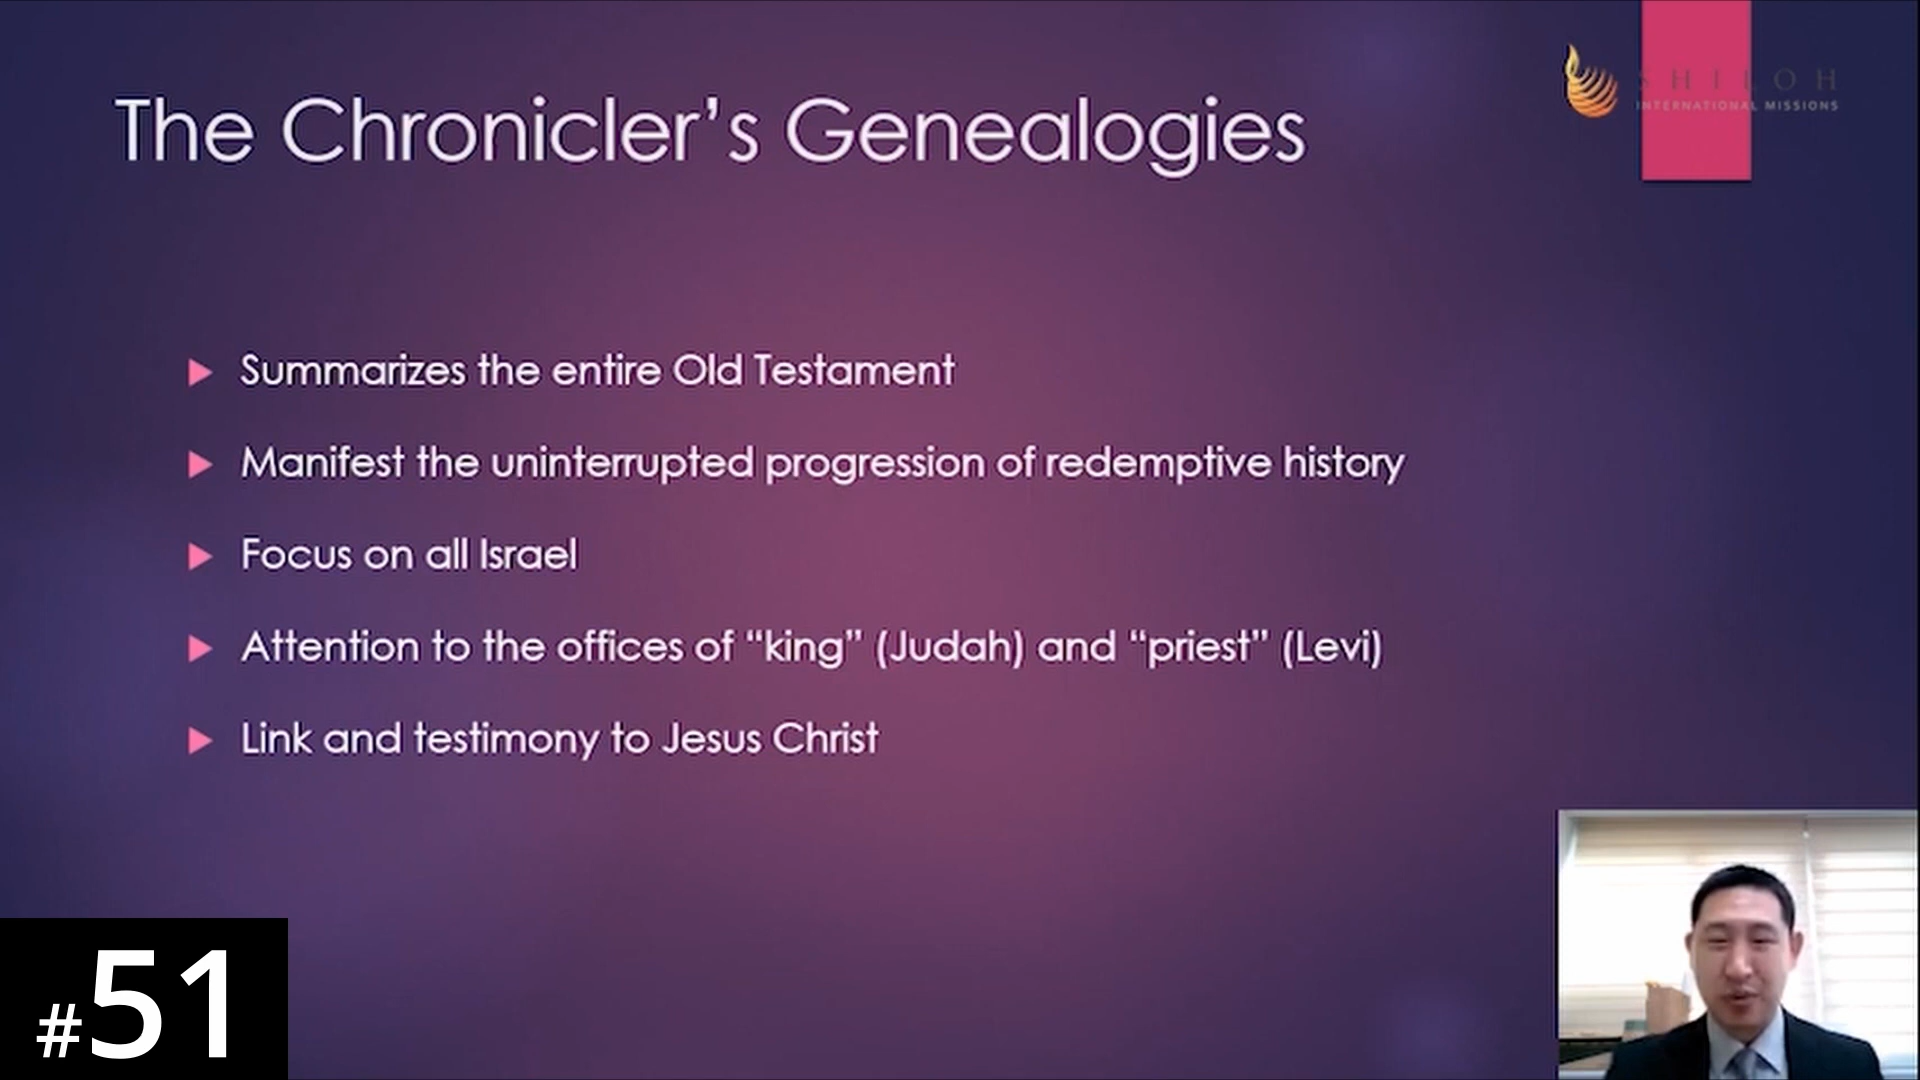 The Chronicler’s Genealogies
SHILOH
INTERNATIONAL MISSIONS
Summarizes the entire Old Testament
Manifest the uninterrupted progression of redemptive history
Focus on all Israel
Attention to the offices of “king” (Judah) and “priest” (Levi)
Link and testimony to Jesus Christ
#51